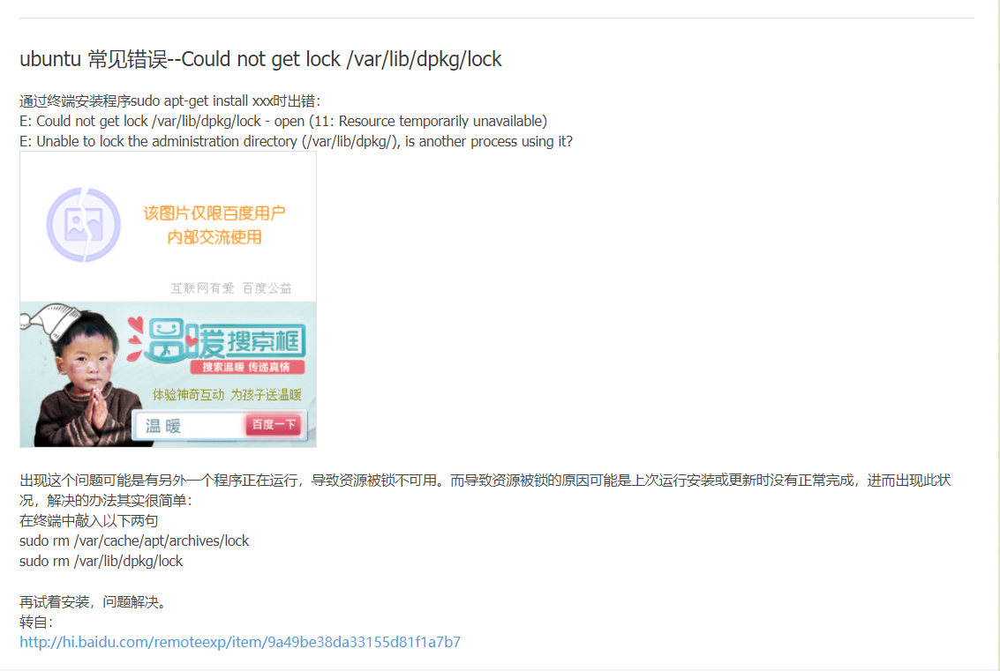 ubuntu 常见错误--Could not get lock /var/lib/dpkg/lock
通过终端安装程序sudo apt-get install xxx时出错：
E: Could not get lock /var/lib/dpkg/lock - open (11: Resource temporarily unavailable)
E: Unable to lock the administration directory (/var/lib/dpkg/), is another process using it?
该图片仅限百度用户
内部交流使用
互联网有爱 百度公益
温暖搜索框
搜索温暖 传递真情
体验神奇互动 为孩子送温暖
温 暖 百度一下
出现这个问题可能是有另外一个程序正在运行，导致资源被锁不可用。而导致资源被锁的原因可能是上次运行安装或更新时没有正常完成，进而出现此状
况，解决的办法其实很简单：
在终端中敲入以下两句
sudo rm /var/cache/apt/archives/lock
sudo rm /var/lib/dpkg/lock
再试着安装，问题解决。
转自：
http://hi.baidu.com/remoteexp/item/9a49be38da33155d81f1a7b7